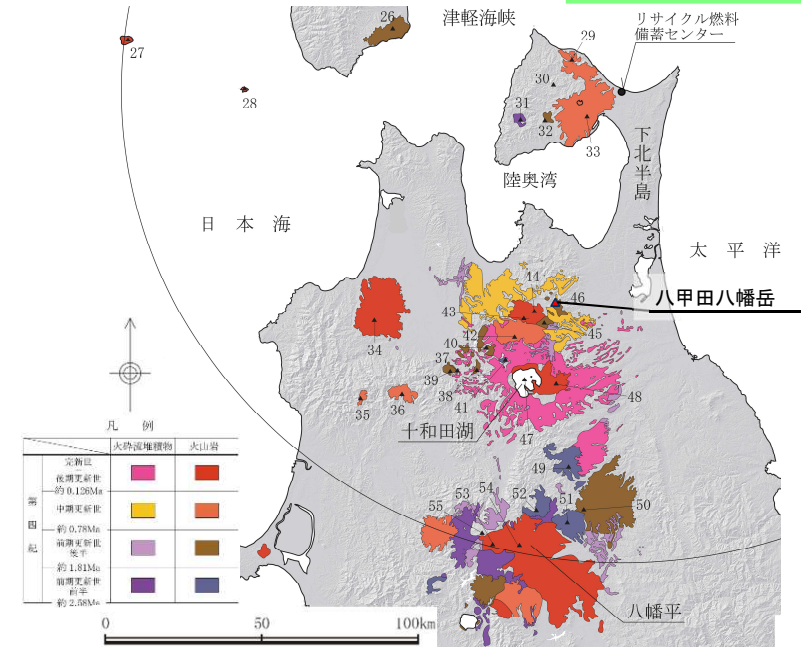 津軽海峡
リサイクル燃料
備蓄センター
26
27
28
29
30
31
32
33
下北半島
陸奥湾
日本海
太平洋
八甲田八幡岳
44
46
43
42
45
34
40
37
39
38
41
35
36
48
47
十和田湖
49
50
51
52
53
54
55
八幡平
凡例
火砕流堆積物
火山岩
第四紀
完新世
後期更新世
約0.126Ma
中期更新世
約0.78Ma
前期更新世
後半
約1.81Ma
前期更新世
前半
約2.58Ma
0
50
100km